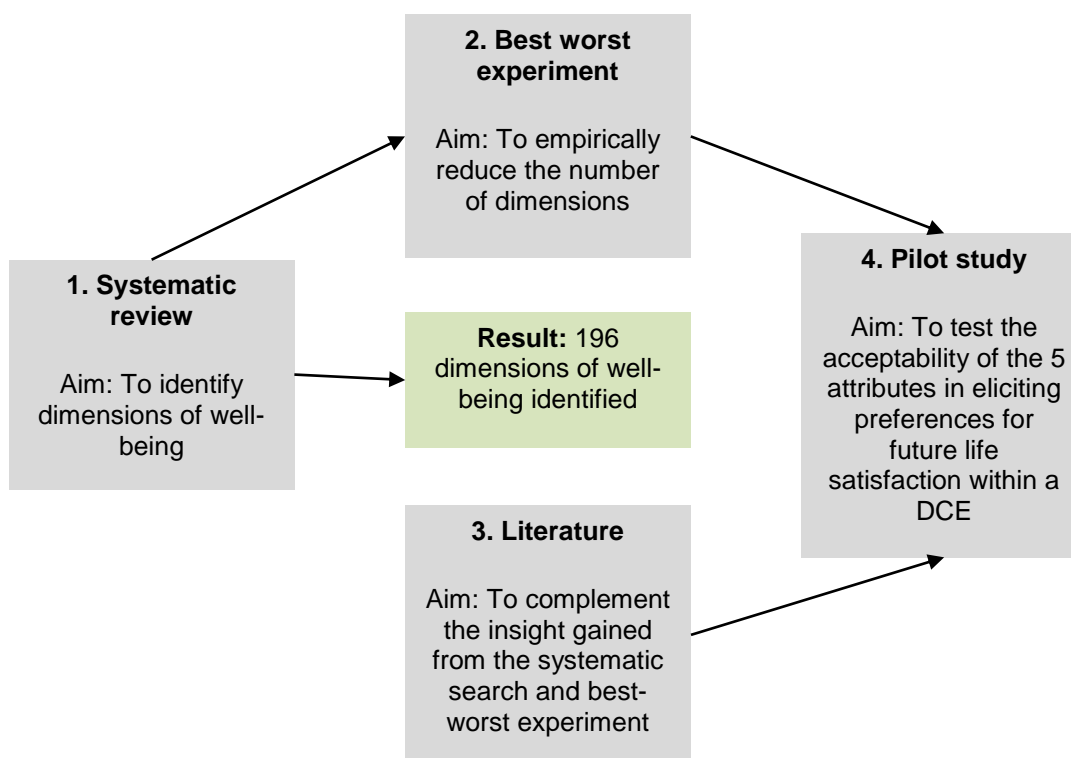 1. Systematic
review
Aim: To identify
dimensions of well-
being
2. Best worst
experiment
Aim: To empirically
reduce the number
of dimensions
Result: 196
dimensions of well-
being identified
3. Literature
Aim: To complement
the insight gained
from the systematic
search and best-
worst experiment
4. Pilot study
Aim: To test the
acceptability of the 5
attributes in eliciting
preferences for
future life
satisfaction within a
DCE